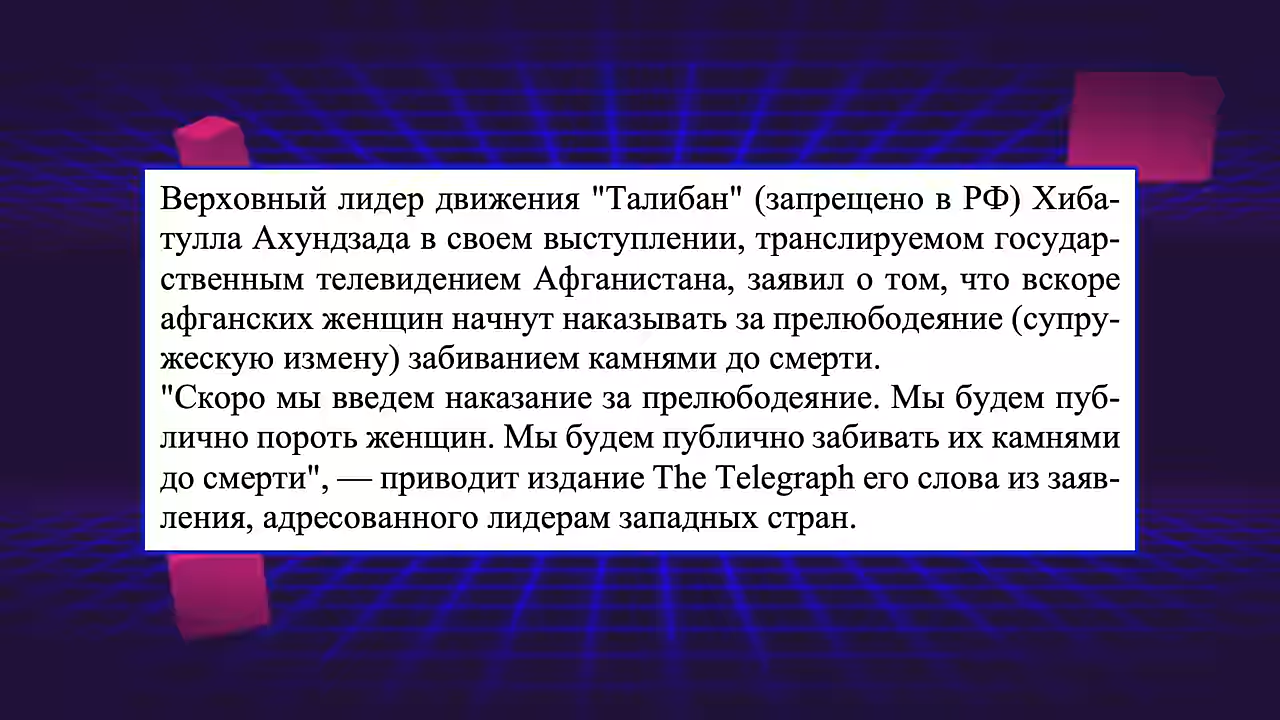 Верховный лидер движения "Талибан" (запрещено в РФ) Хиба-
тулла Ахундзада в своем выступлении, транслируемом государ-
ственным телевидением Афганистана, заявил о том, что вскоре
афганских женщин начнут наказывать за прелюбодеяние (супру-
жескую измену) забиванием камнями до смерти.
"Скоро мы введем наказание за прелюбодеяние. Мы будем пуб-
лично пороть женщин. Мы будем публично забивать их камнями
до смерти", — приводит издание The Telegraph его слова из заяв-
ления, адресованного лидерам западных стран.